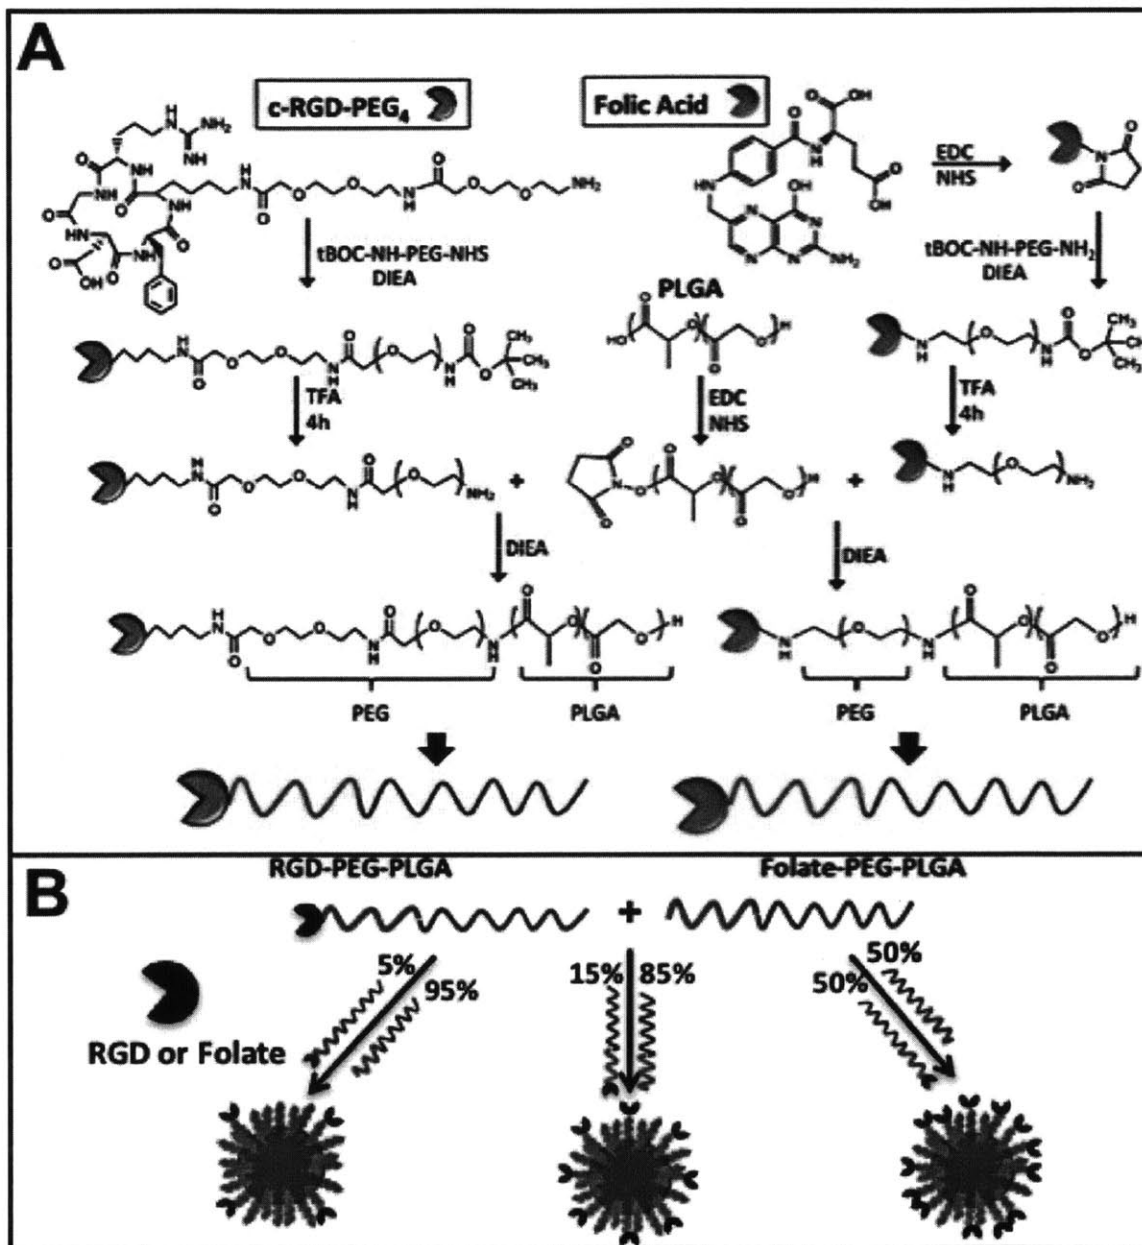 A
c-RGD-PEG₄
Folic Acid
EDC
NHS
tBOC-NH-PEG-NHS
DIEA
PLGA
tBOC-NH-PEG-NH₂
DIEA
TFA
4h
EDC
NHS
TFA
4h
+
+
DIEA
DIEA
PEG
PLGA
PEG
PLGA
B
RGD-PEG-PLGA
Folate-PEG-PLGA
+
5%
95%
15%
85%
50%
50%
RGD or Folate